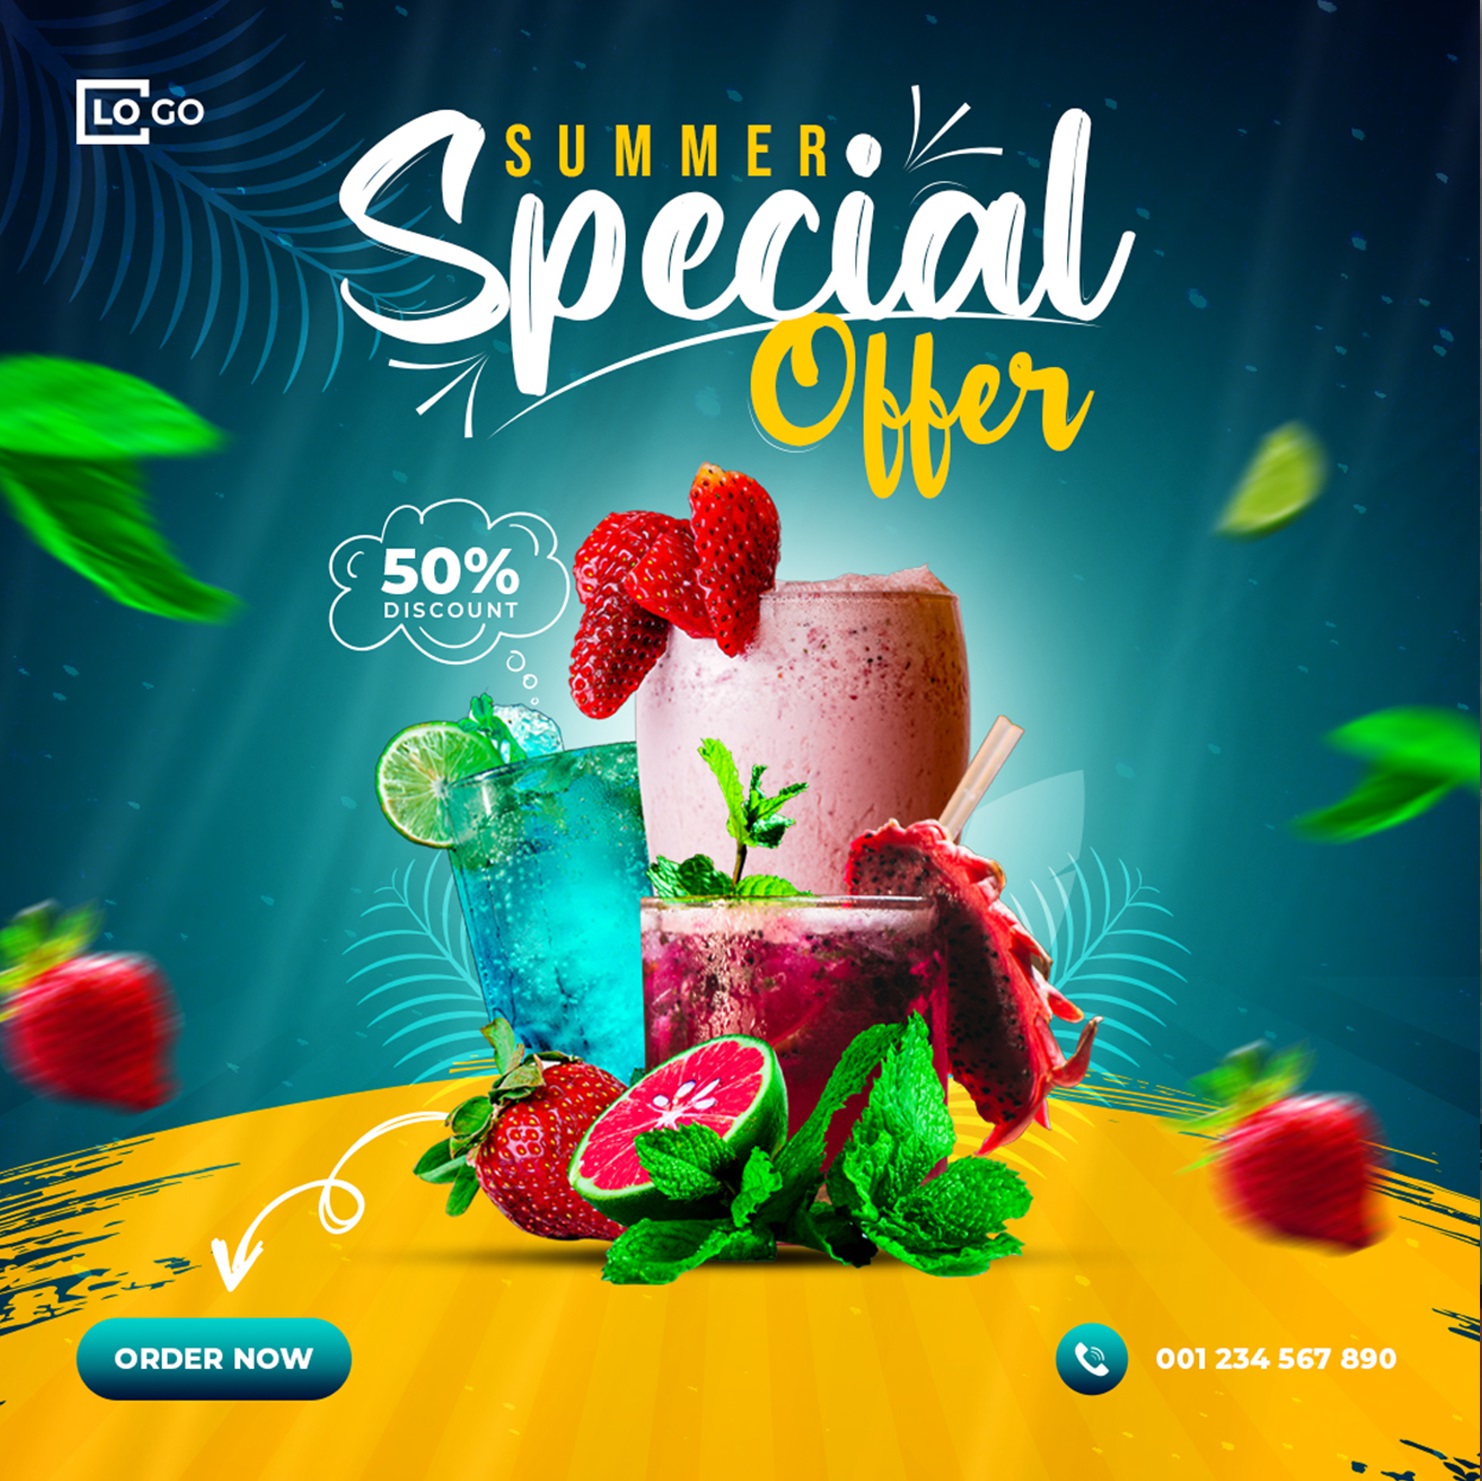 LOGO
SUMMER
Special
Offer
50%
DISCOUNT
ORDER NOW
001 234 567 890